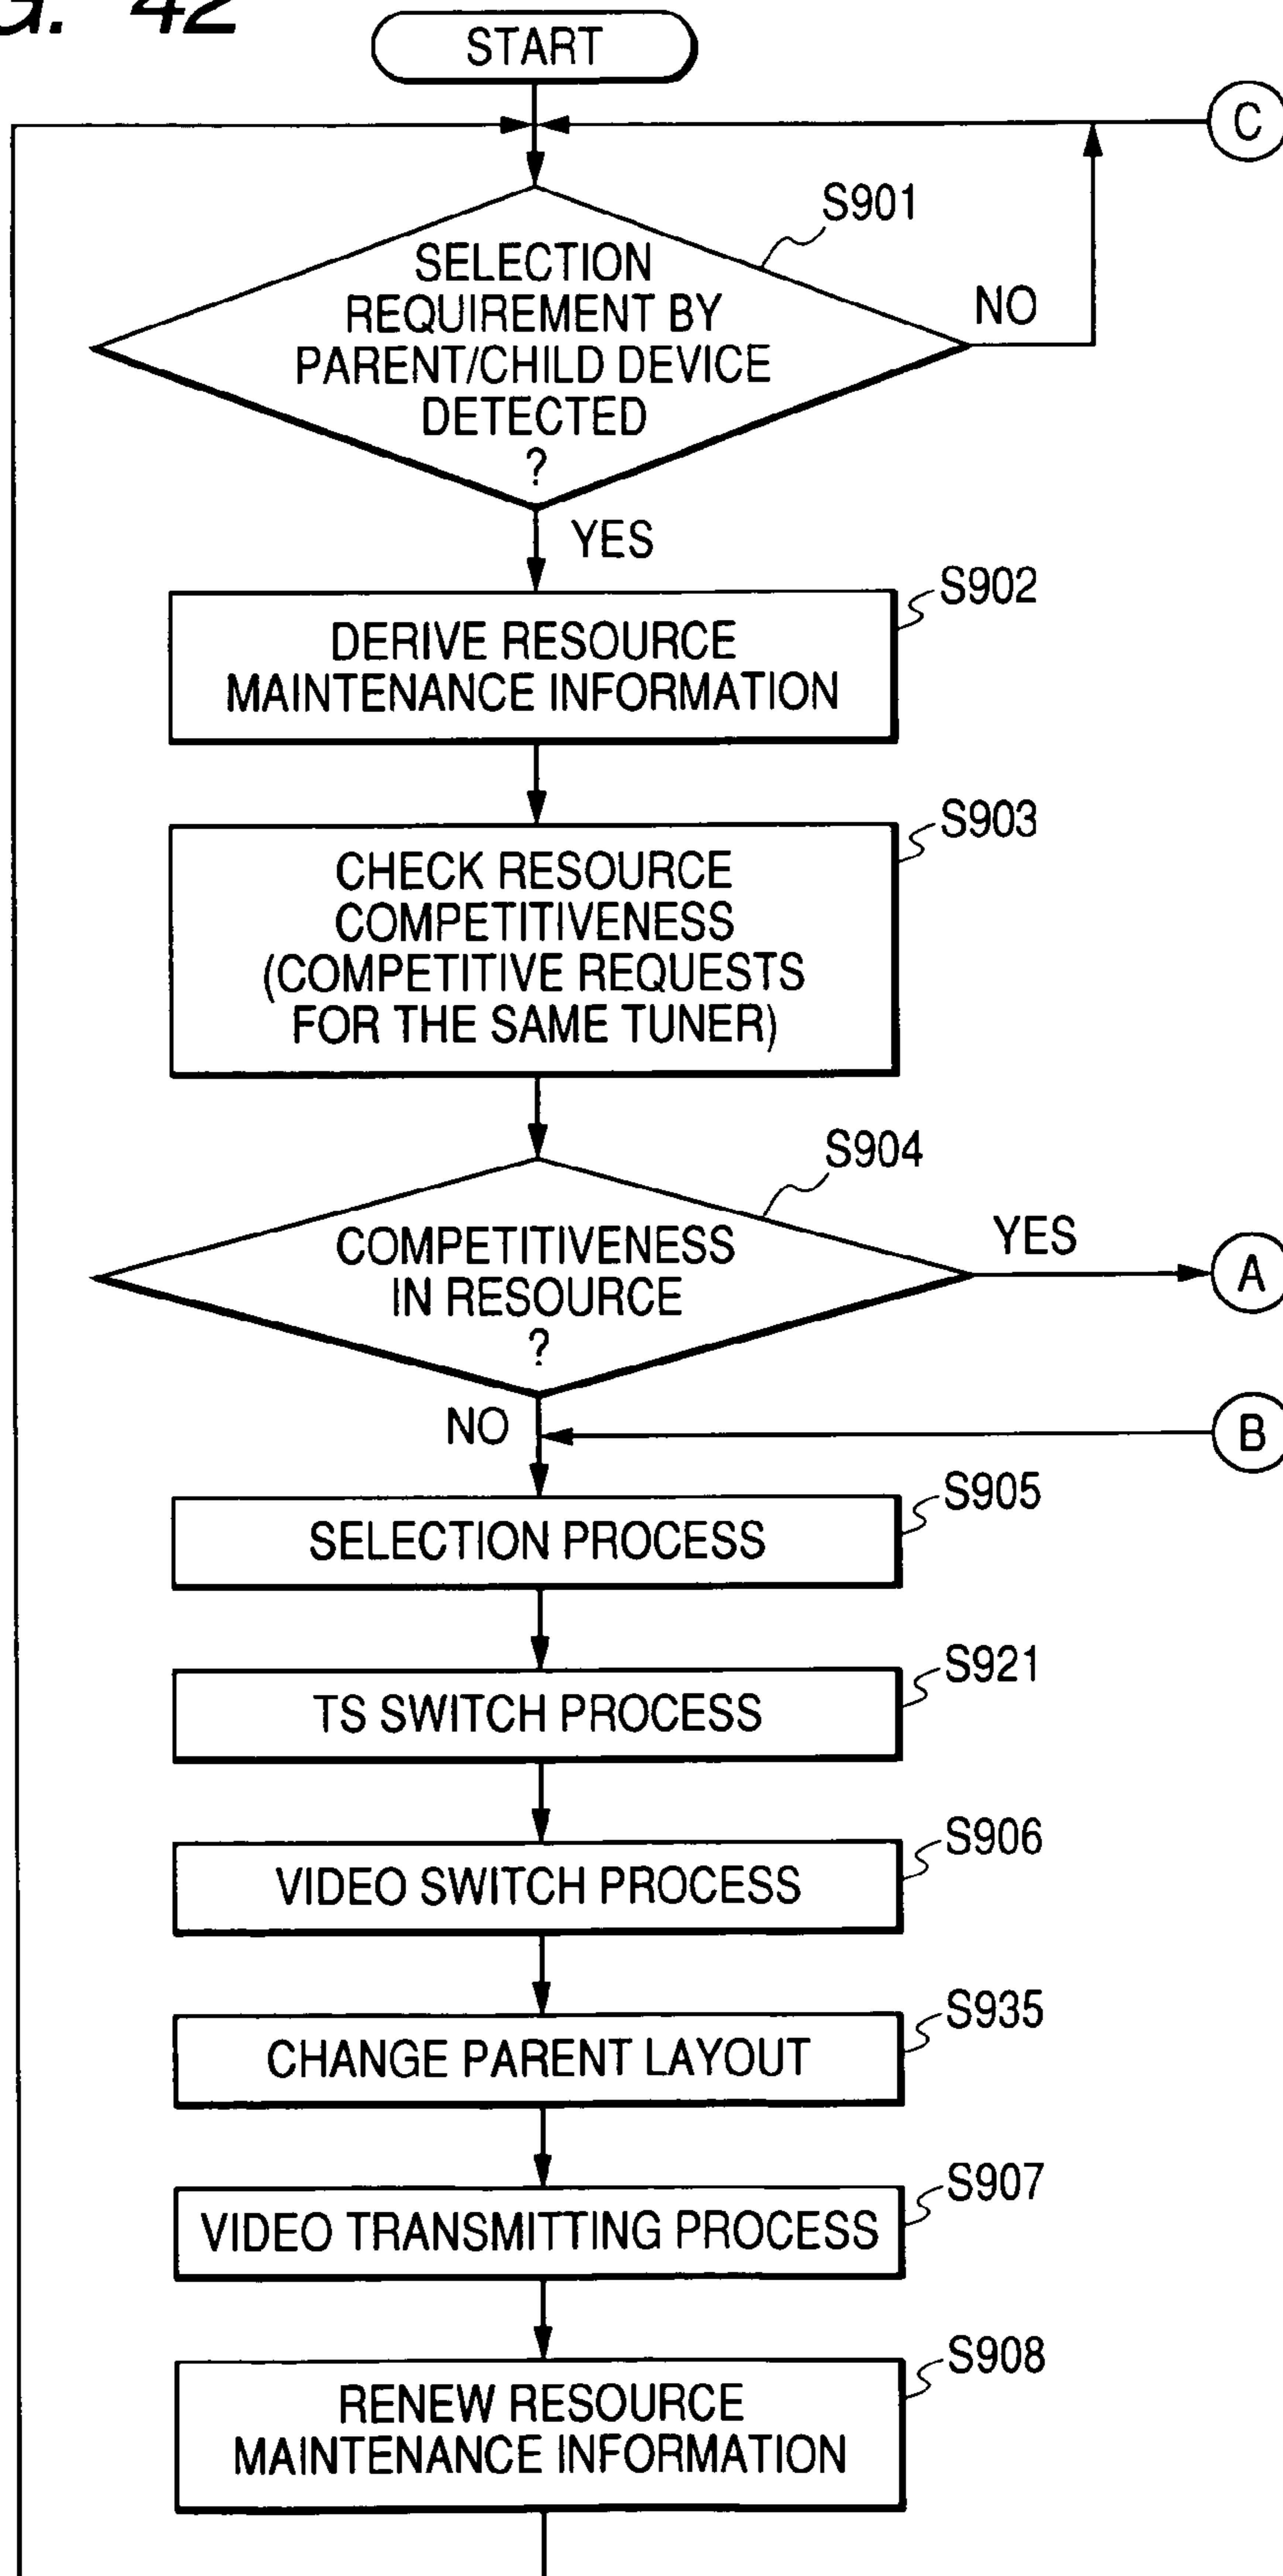 G. 42
START
C
S901
SELECTION
REQUIREMENT BY
PARENT/CHILD DEVICE
DETECTED
?
NO
YES
S902
DERIVE RESOURCE
MAINTENANCE INFORMATION
S903
CHECK RESOURCE
COMPETITIVENESS
(COMPETITIVE REQUESTS
FOR THE SAME TUNER)
S904
COMPETITIVENESS
IN RESOURCE
?
YES
A
NO
B
S905
SELECTION PROCESS
S921
TS SWITCH PROCESS
S906
VIDEO SWITCH PROCESS
S935
CHANGE PARENT LAYOUT
S907
VIDEO TRANSMITTING PROCESS
S908
RENEW RESOURCE
MAINTENANCE INFORMATION